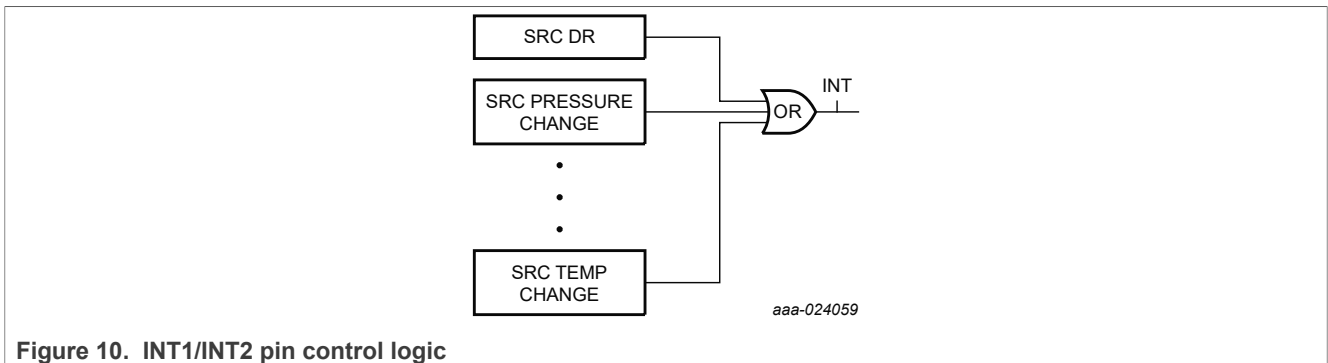 SRC DR
SRC PRESSURE
CHANGE
INT
OR
SRC TEMP
CHANGE
aaa-024059
Figure 10. INT1/INT2 pin control logic